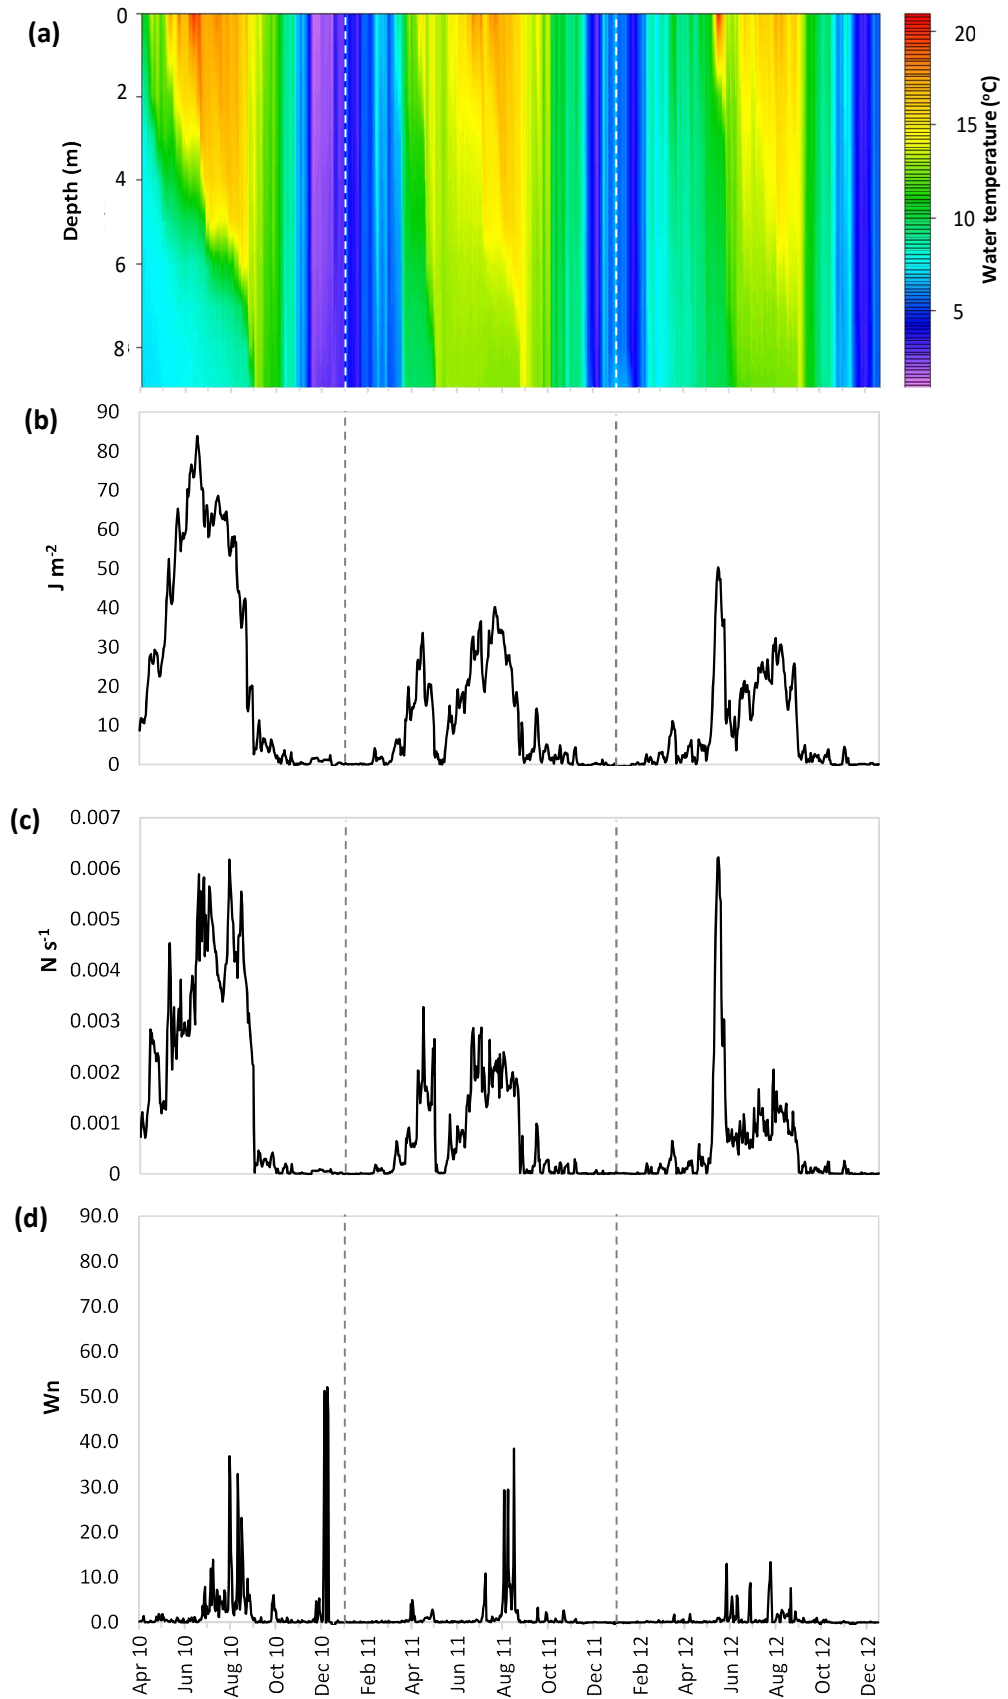 (a)
0
2
4
6
8
Depth (m)
20
15
10
5
Water temperature (°C)
(b)
90
80
70
60
50
40
30
20
10
0
J m-2
(c)
0.007
0.006
0.005
0.004
0.003
0.002
0.001
0
N s-1
(d)
90.0
80.0
70.0
60.0
50.0
40.0
30.0
20.0
10.0
0.0
Wn
Apr 10
Jun 10
Aug 10
Oct 10
Dec 10
Feb 11
Apr 11
Jun 11
Aug 11
Oct 11
Dec 11
Feb 12
Apr 12
Jun 12
Aug 12
Oct 12
Dec 12